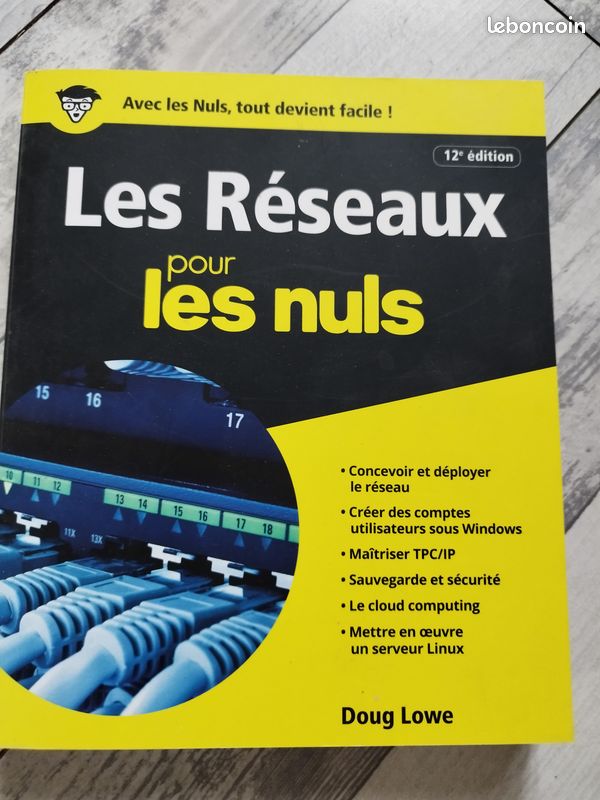 leboncoin
Avec les Nuls, tout devient facile !
12e édition
Les Réseaux
pour
les nuls
15
16
17
10 11 12
13 14 15 16 17 18
11X 13X
• Concevoir et déployer
le réseau
• Créer des comptes
utilisateurs sous Windows
• Maîtriser TPC/IP
• Sauvegarde et sécurité
• Le cloud computing
• Mettre en œuvre
un serveur Linux
Doug Lowe